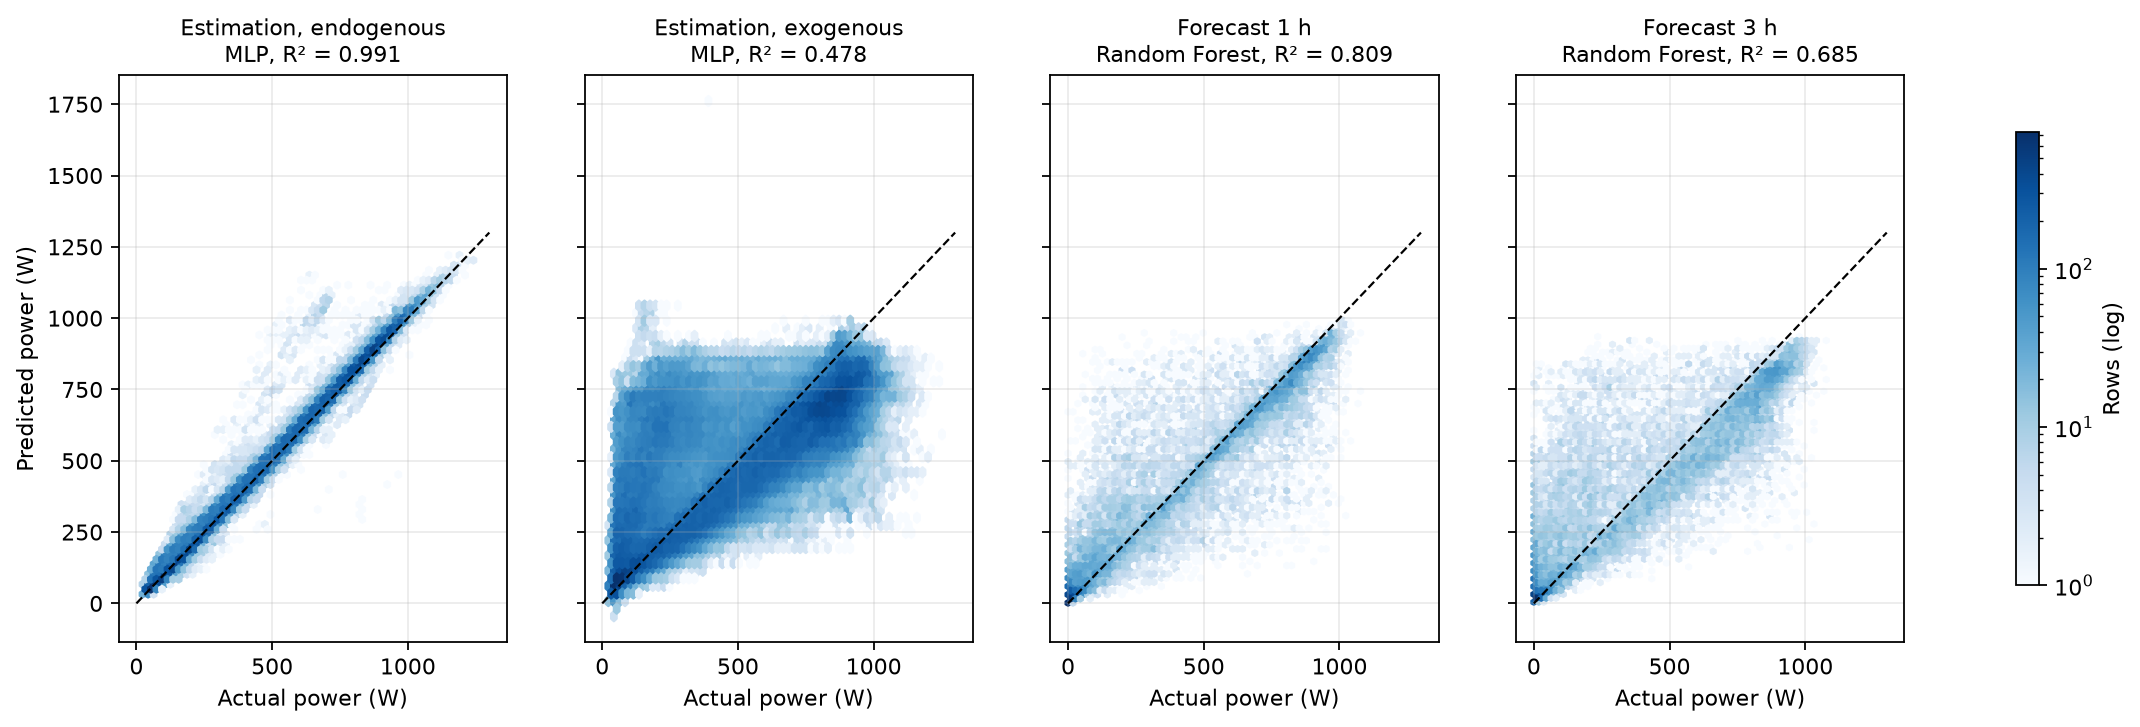 Estimation, endogenous
MLP, R² = 0.991
Estimation, exogenous
MLP, R² = 0.478
Forecast 1 h
Random Forest, R² = 0.809
Forecast 3 h
Random Forest, R² = 0.685
Predicted power (W)
1750
1500
1250
1000
750
500
250
0
0 500 1000
Actual power (W)
0 500 1000
Actual power (W)
0 500 1000
Actual power (W)
0 500 1000
Actual power (W)
10²
10¹
10⁰
Rows (log)